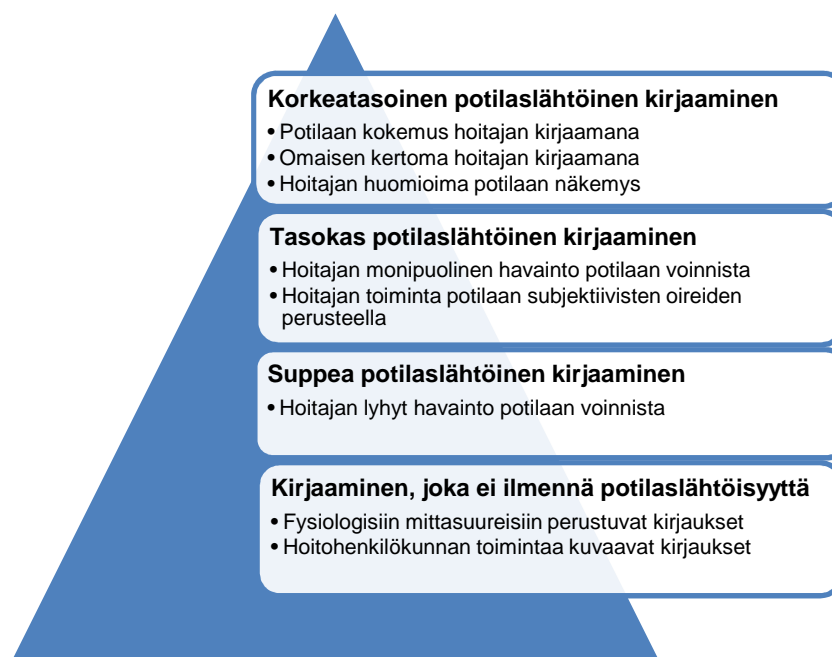 Korkeatasoinen potilaslähtöinen kirjaaminen
• Potilaan kokemus hoitajan kirjaamana
• Omaisen kertoma hoitajan kirjaamana
• Hoitajan huomioima potilaan näkemys
Tasokas potilaslähtöinen kirjaaminen
• Hoitajan monipuolinen havainto potilaan voinnista
• Hoitajan toiminta potilaan subjektiivisten oireiden
perusteella
Suppea potilaslähtöinen kirjaaminen
• Hoitajan lyhyt havainto potilaan voinnista
Kirjaaminen, joka ei ilmennä potilaslähtöisyyttä
• Fysiologisiin mittasuureisiin perustuvat kirjaukset
• Hoitohenkilökunnan toimintaa kuvaavat kirjaukset